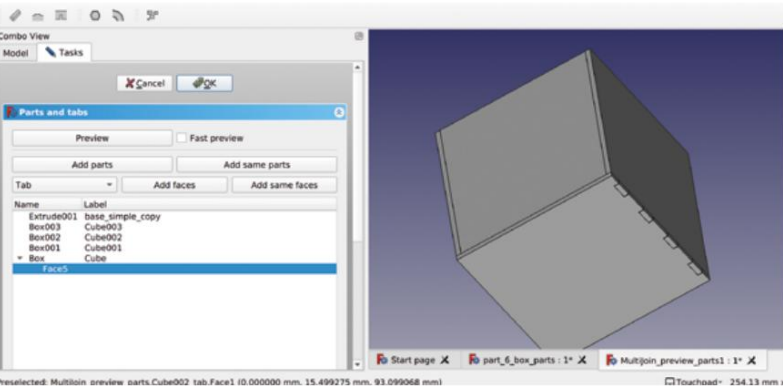 Combo View
Model Tasks
Cancel OK
Parts and tabs
Preview Fast preview
Add parts Add same parts
Tab Add faces Add same faces
Name Label
Extrude001 base_simple_copy
Box003 Cube003
Box002 Cube002
Box001 Cube001
Box Cube
Face5
Start page part_6_box_parts : 1* Multijoin_preview_parts1 : 1*
Preselected: Multijoin_preview_parts.Cube002_tab.Face1 (0.000000 mm, 15.499275 mm, 93.099068 mm) Touchpad 254.13 mm